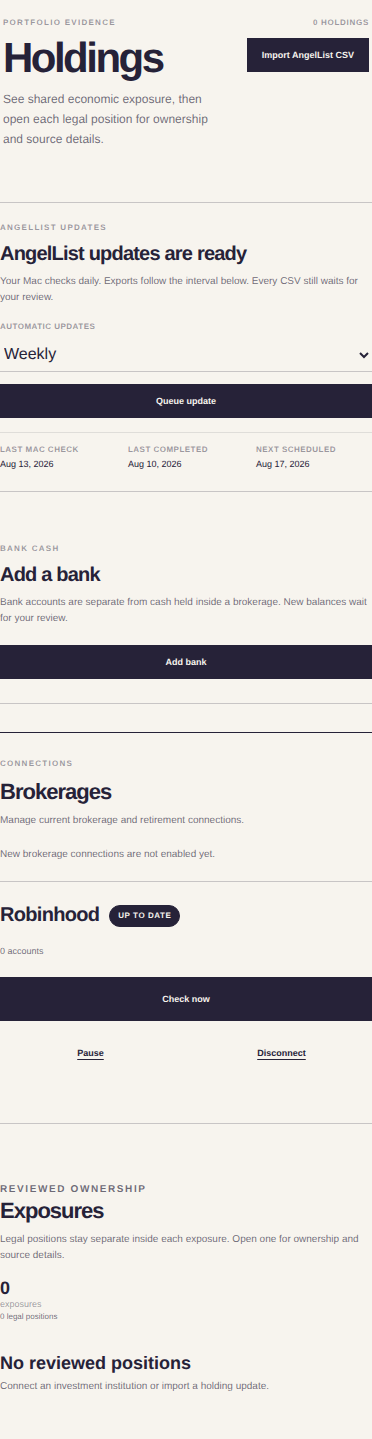 PORTFOLIO EVIDENCE
0 HOLDINGS
Holdings
Import AngelList CSV
See shared economic exposure, then
open each legal position for ownership
and source details.
ANGELLIST UPDATES
AngelList updates are ready
Your Mac checks daily. Exports follow the interval below. Every CSV still waits for
your review.
AUTOMATIC UPDATES
Weekly
Queue update
LAST MAC CHECK
LAST COMPLETED
NEXT SCHEDULED
Aug 13, 2026
Aug 10, 2026
Aug 17, 2026
BANK CASH
Add a bank
Bank accounts are separate from cash held inside a brokerage. New balances wait
for your review.
Add bank
CONNECTIONS
Brokerages
Manage current brokerage and retirement connections.
New brokerage connections are not enabled yet.
Robinhood
UP TO DATE
0 accounts
Check now
Pause
Disconnect
REVIEWED OWNERSHIP
Exposures
Legal positions stay separate inside each exposure. Open one for ownership and
source details.
0
exposures
0 legal positions
No reviewed positions
Connect an investment institution or import a holding update.